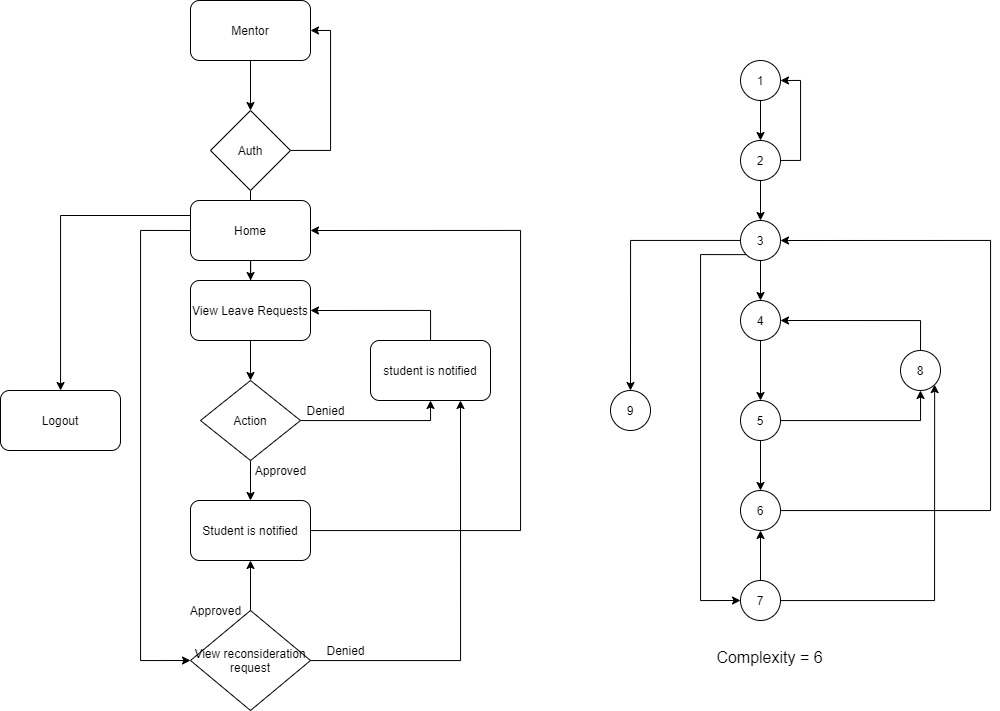 Mentor
Auth
Home
View Leave Requests
student is notified
Action
Denied
Logout
Approved
Student is notified
Approved
View reconsideration
request
Denied
1
2
3
4
8
9
5
6
7
Complexity = 6